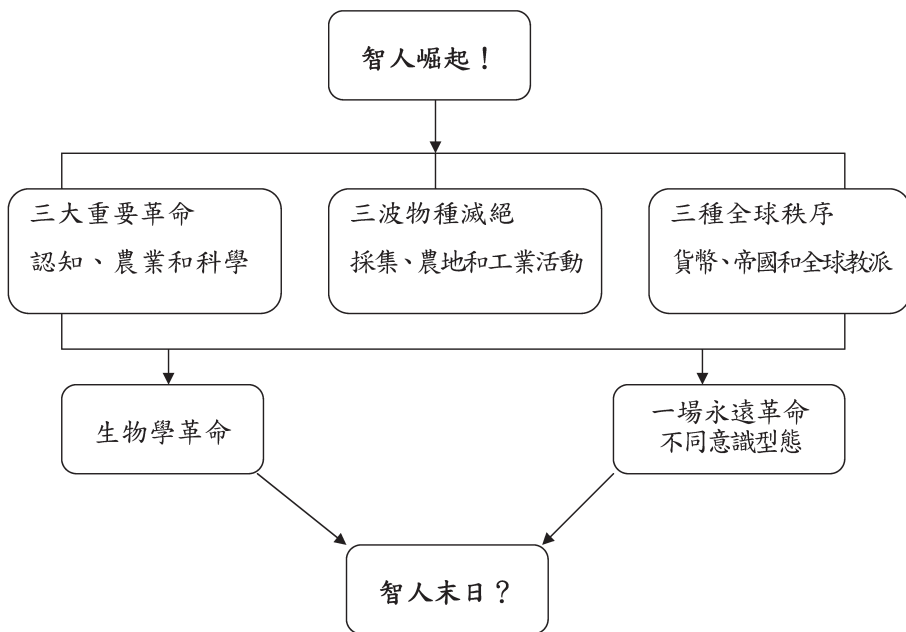 智人崛起！
三大重要革命
認知、農業和科學
三波物種滅絕
採集、農地和工業活動
三種全球秩序
貨幣、帝國和全球教派
生物學革命
一場永遠革命
不同意識型態
智人末日？